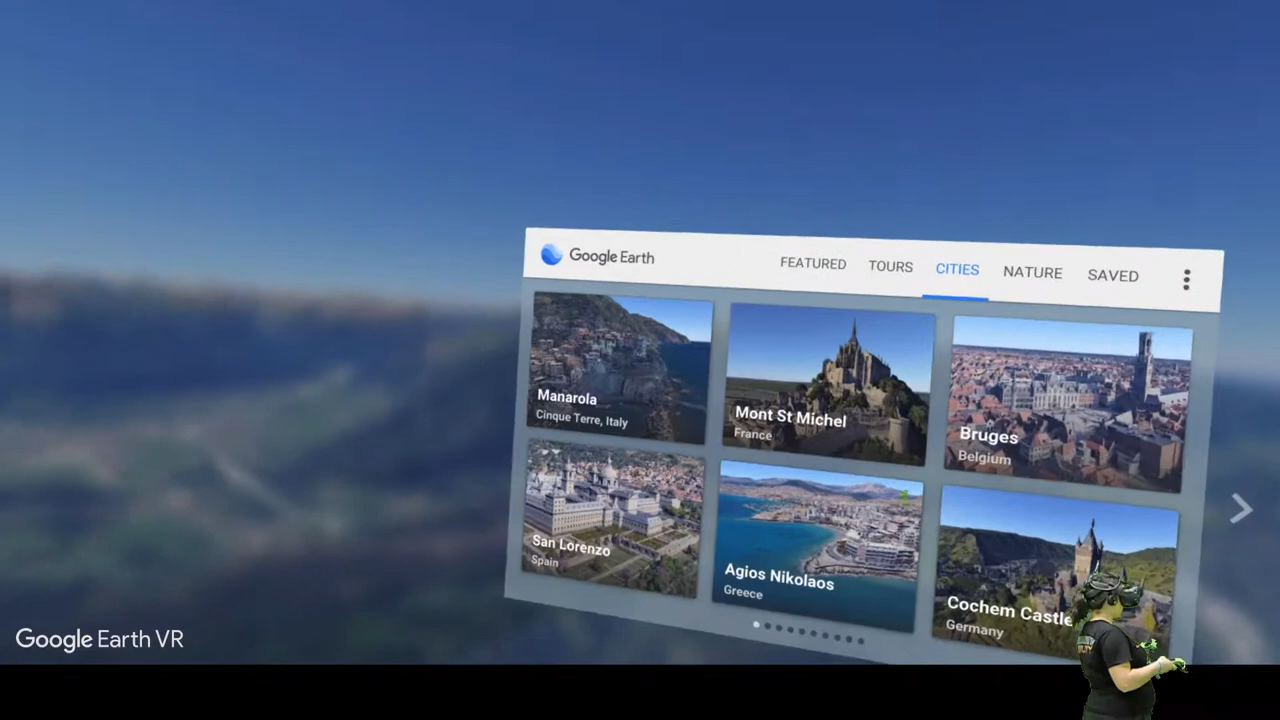 Google Earth
FEATURED
TOURS
CITIES
NATURE
SAVED
Manarola
Cinque Terre, Italy
Mont St Michel
France
Bruges
Belgium
San Lorenzo
Spain
Agios Nikolaos
Greece
Cochem Castle
Germany
Google Earth VR